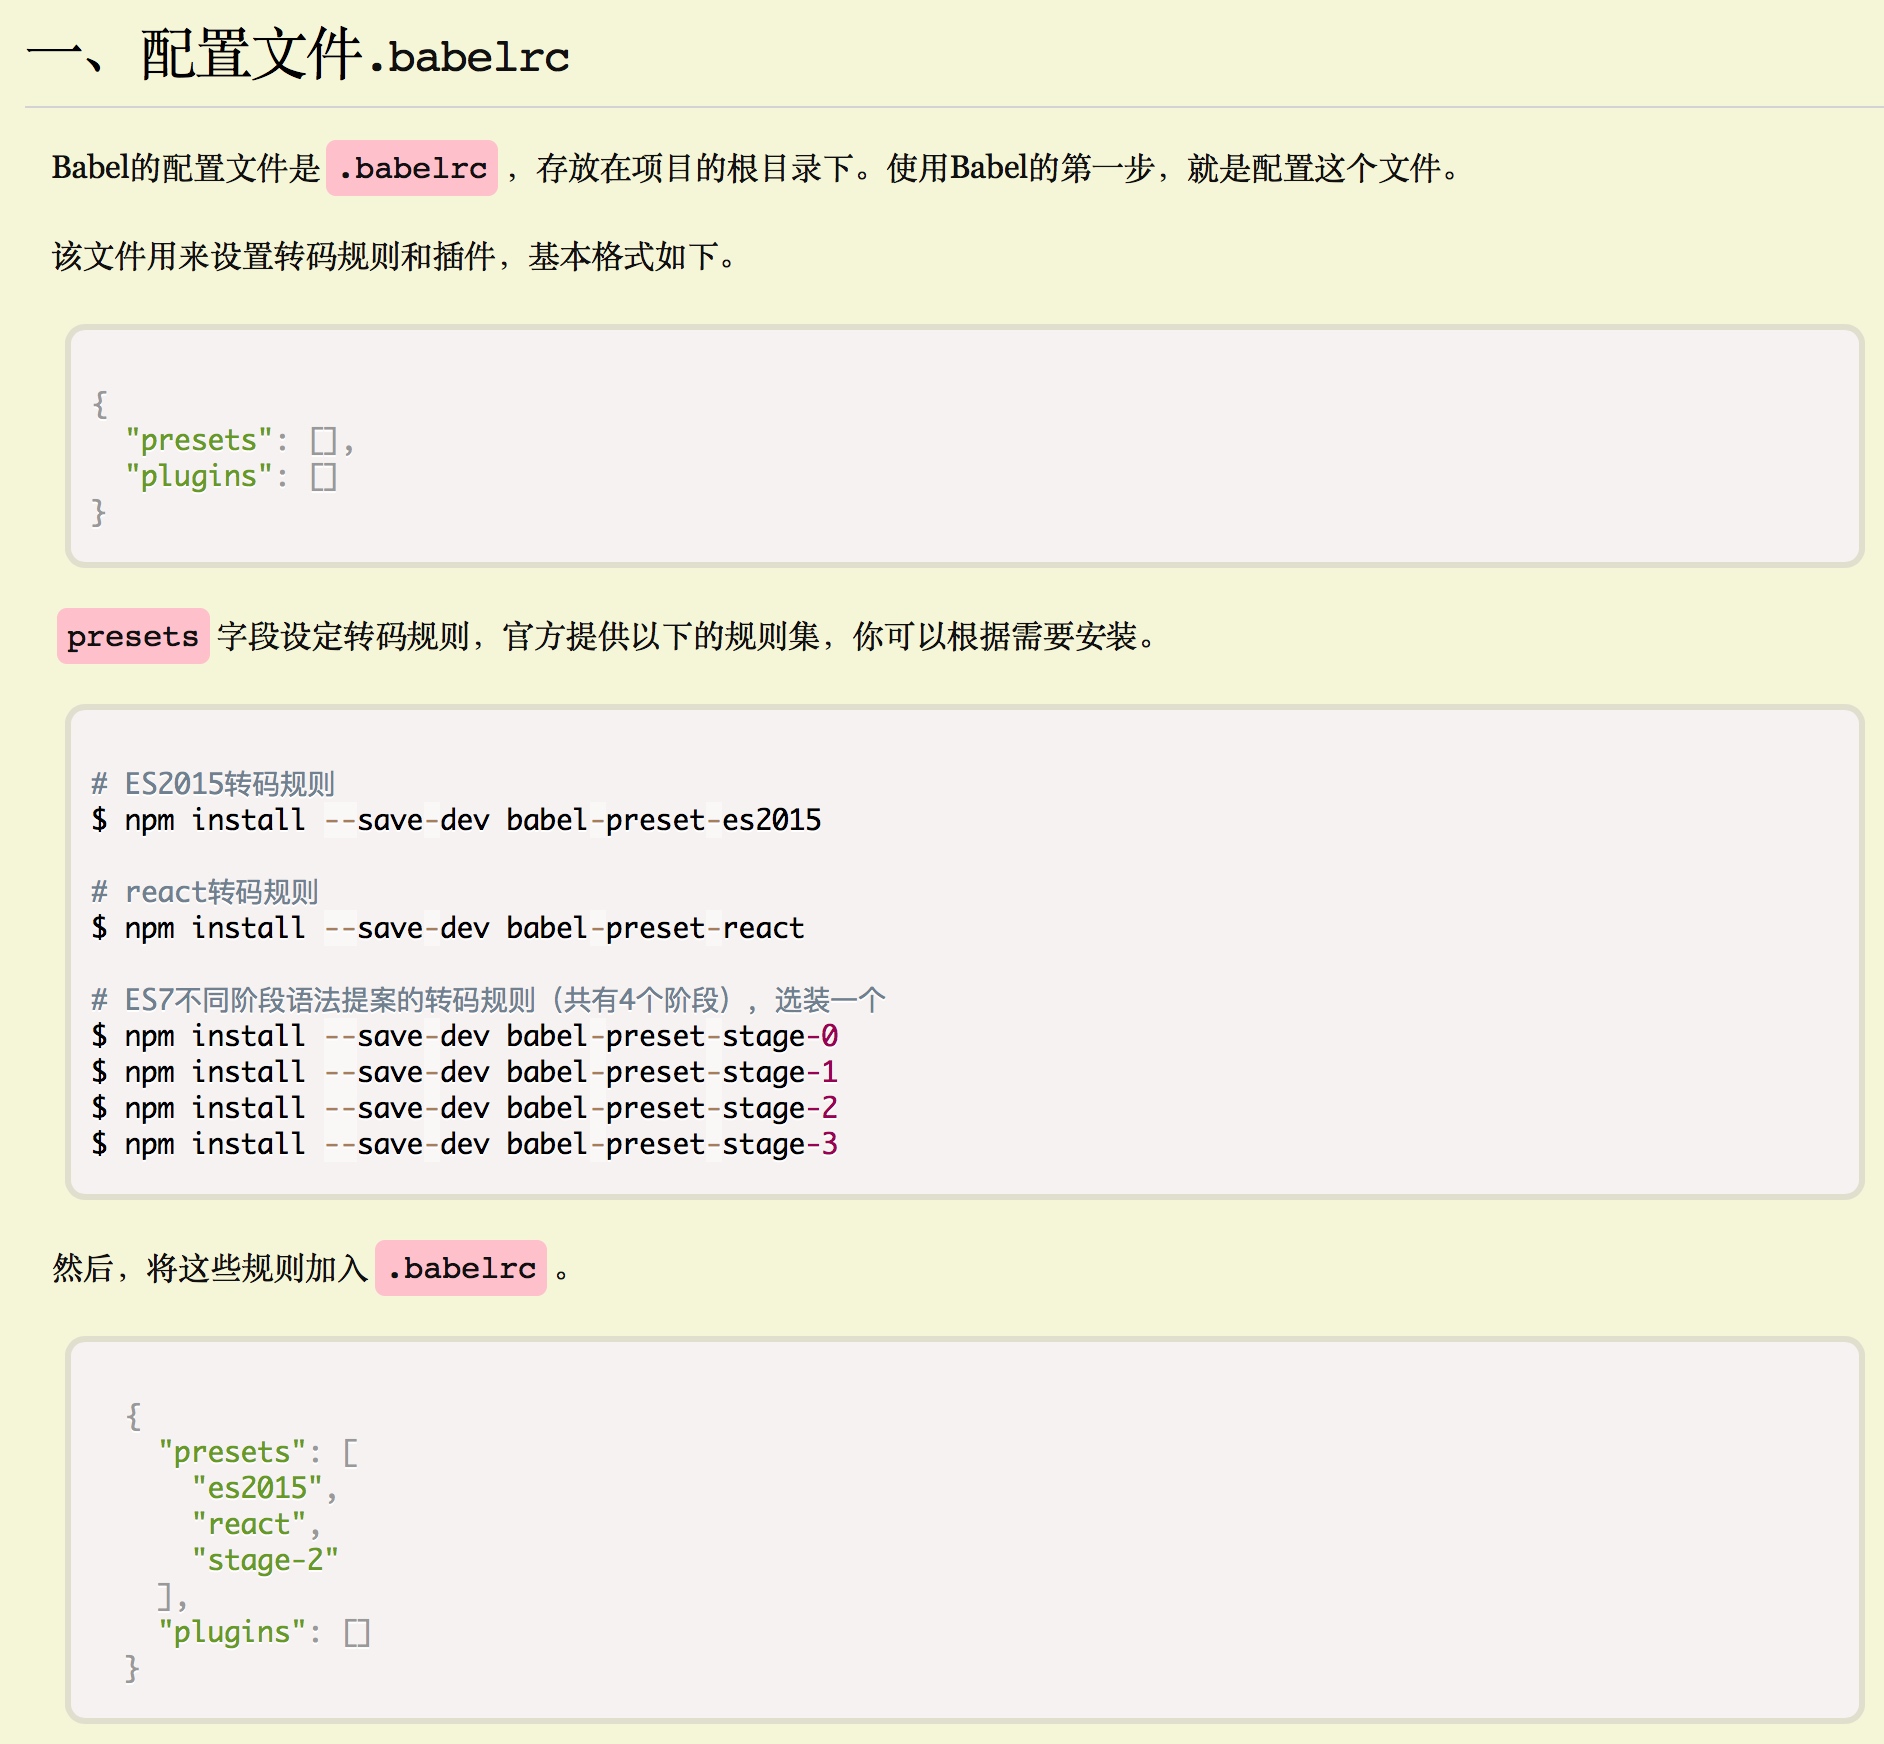 一、配置文件.babelrc
Babel的配置文件是 .babelrc ，存放在项目的根目录下。使用Babel的第一步，就是配置这个文件。
该文件用来设置转码规则和插件，基本格式如下。
{
  "presets": [],
  "plugins": []
}
presets 字段设定转码规则，官方提供以下的规则集，你可以根据需要安装。
# ES2015转码规则
$ npm install --save-dev babel-preset-es2015
# react转码规则
$ npm install --save-dev babel-preset-react
# ES7不同阶段语法提案的转码规则（共有4个阶段），选装一个
$ npm install --save-dev babel-preset-stage-0
$ npm install --save-dev babel-preset-stage-1
$ npm install --save-dev babel-preset-stage-2
$ npm install --save-dev babel-preset-stage-3
然后，将这些规则加入 .babelrc 。
  {
    "presets": [
      "es2015",
      "react",
      "stage-2"
    ],
    "plugins": []
  }